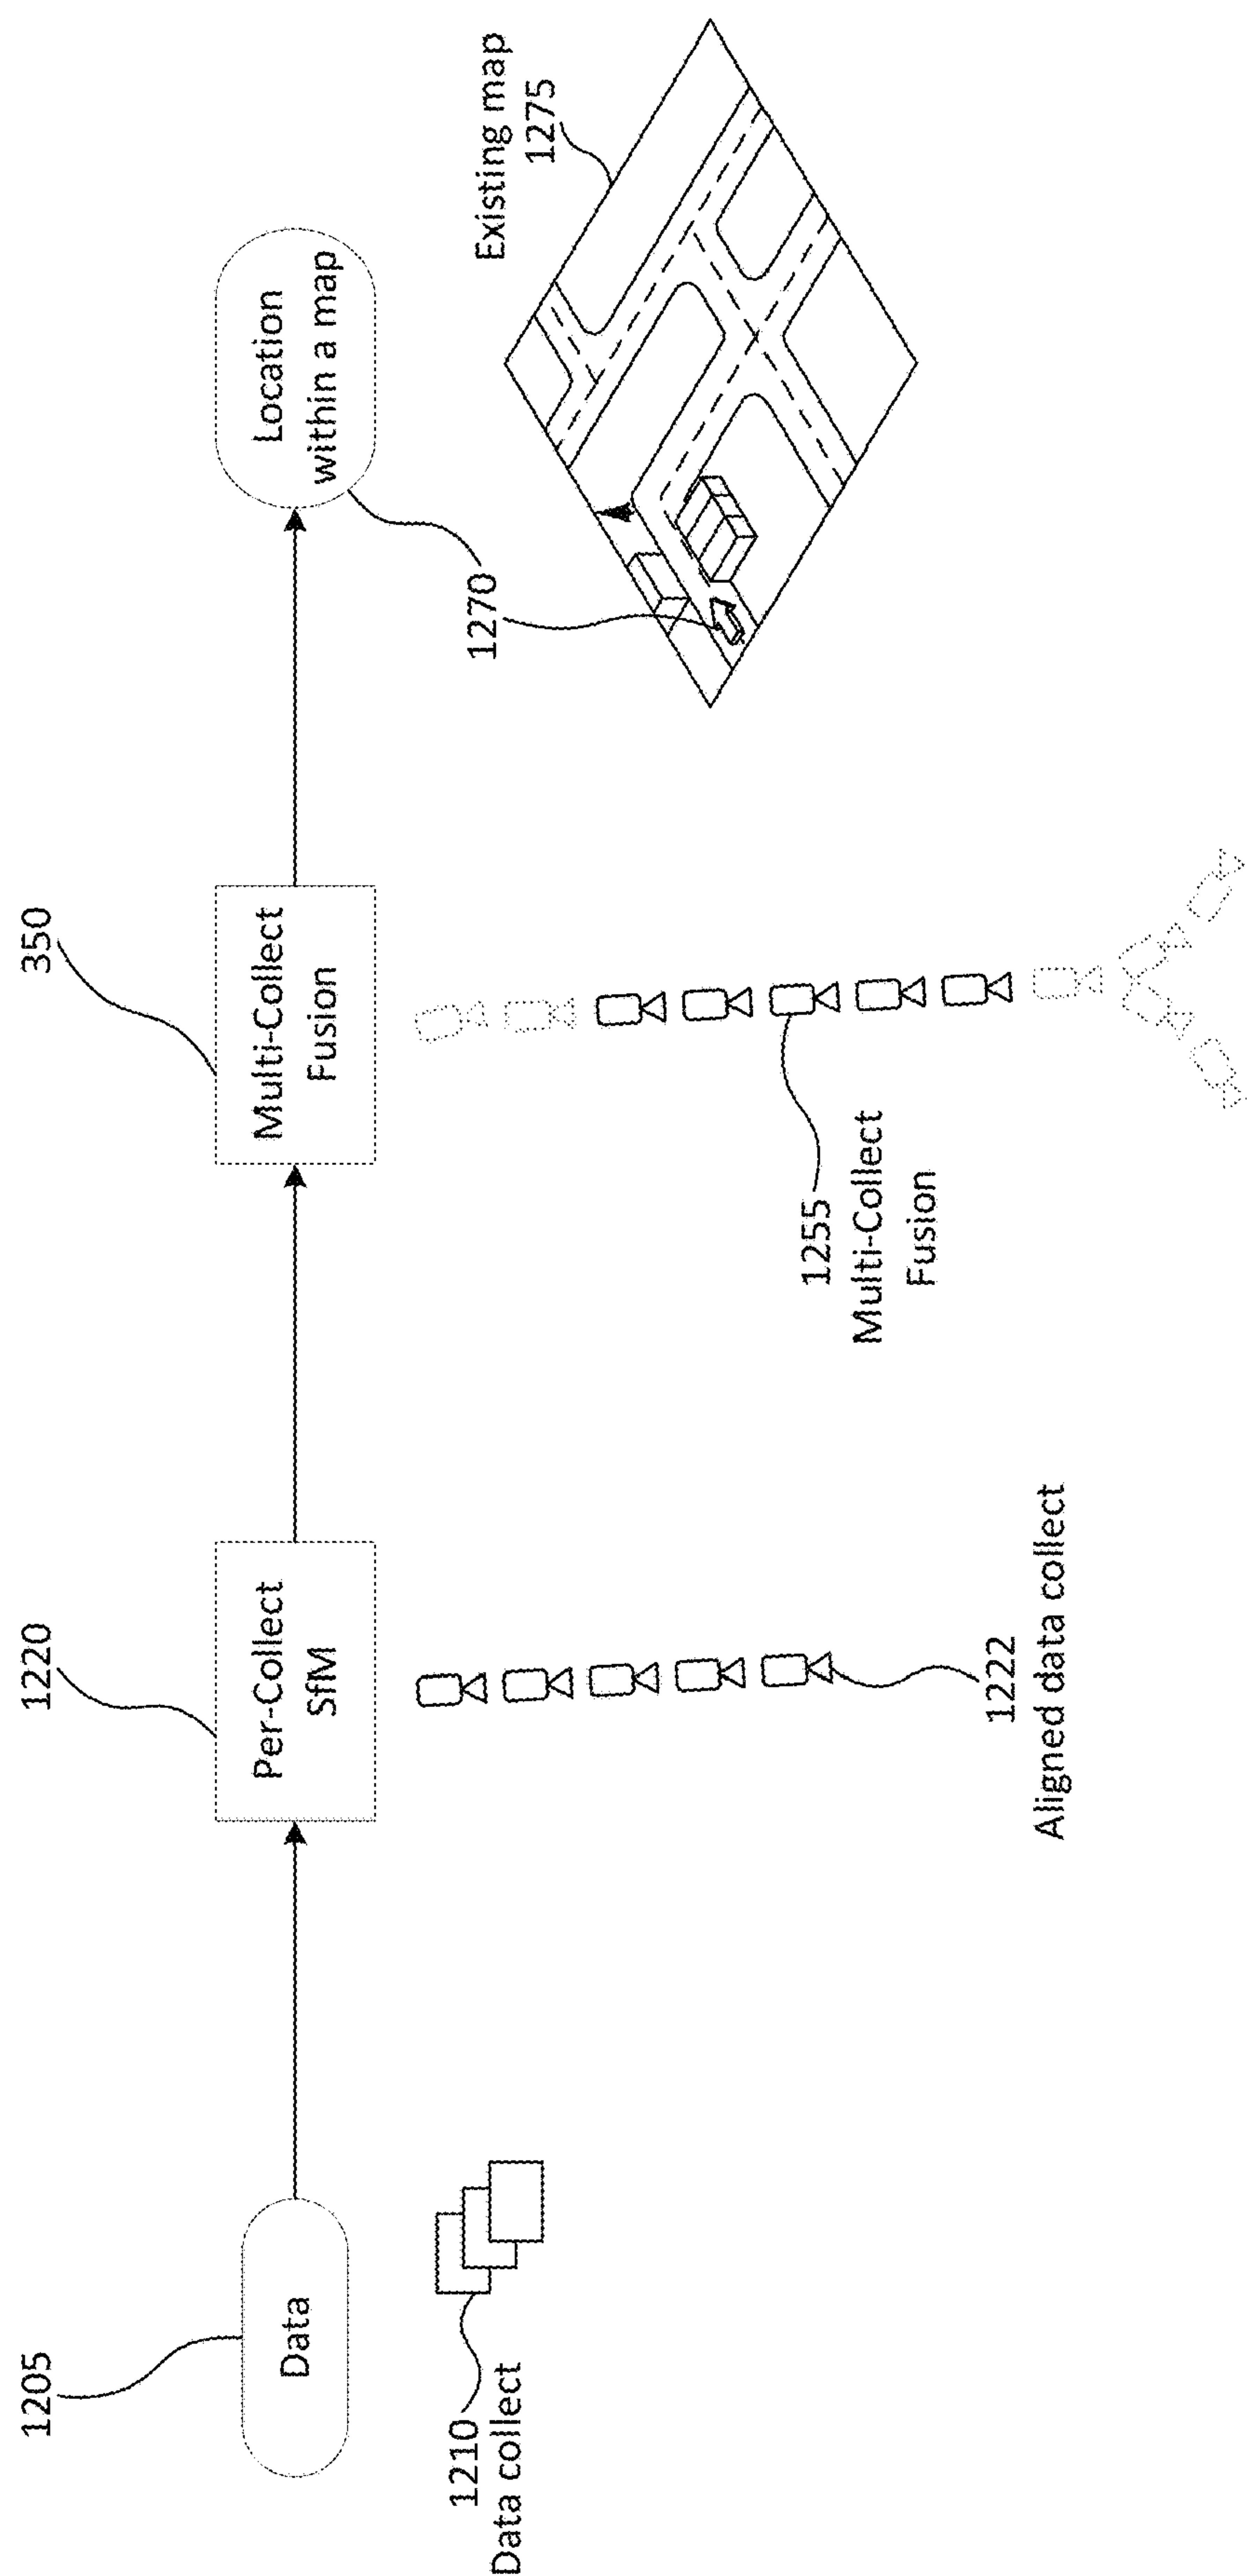 1205
Data
1210
Data collect
1220
Per-Collect
SfM
1222
Aligned data collect
350
Multi-Collect
Fusion
1255
Multi-Collect
Fusion
Location
within a map
1270
Existing map
1275